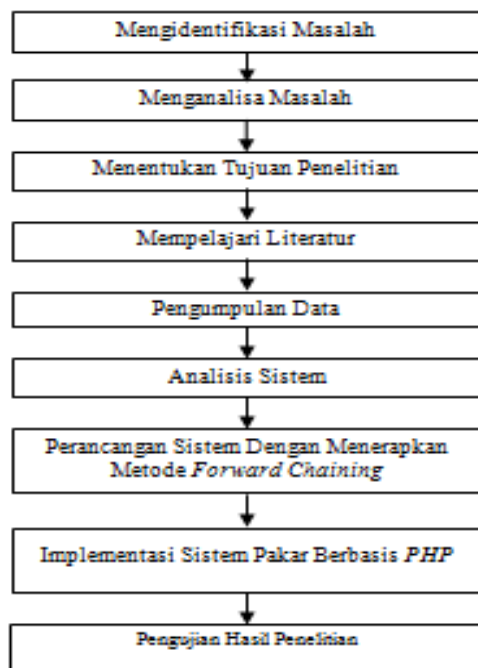 Mengidentifikasi Masalah
Menganalisa Masalah
Menentukan Tujuan Penelitian
Mempelajari Literatur
Pengumpulan Data
Analisis Sistem
Perancangan Sistem Dengan Menerapkan
Metode Forward Chaining
Implementasi Sistem Pakar Berbasis PHP
Pengujian Hasil Penelitian